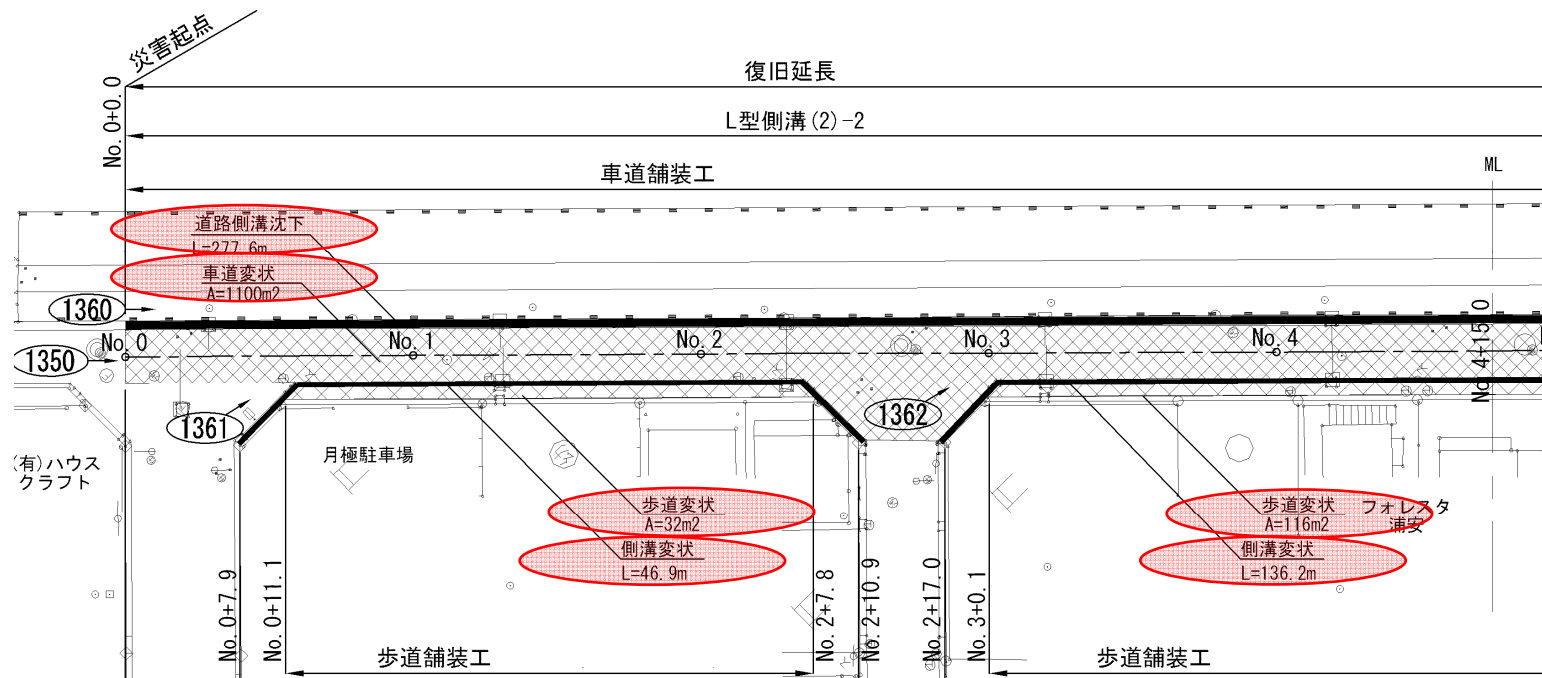 災害起点
No.0+0.0
復旧延長
L型側溝(2)-2
車道舗装工
ML
道路側溝沈下
L=277.6m
車道変状
A=1100m2
1360
No.0
No.1
No.2
No.3
No.4
No.4+15.0
1350
1361
1362
(有)ハウス
クラフト
月極駐車場
歩道変状
A=32m2
側溝変状
L=46.9m
歩道変状
A=116m2
フォレスタ
浦安
側溝変状
L=136.2m
No.0+7.9
No.0+11.1
No.2+7.8
No.2+10.9
No.2+17.0
No.3+0.1
歩道舗装工
歩道舗装工